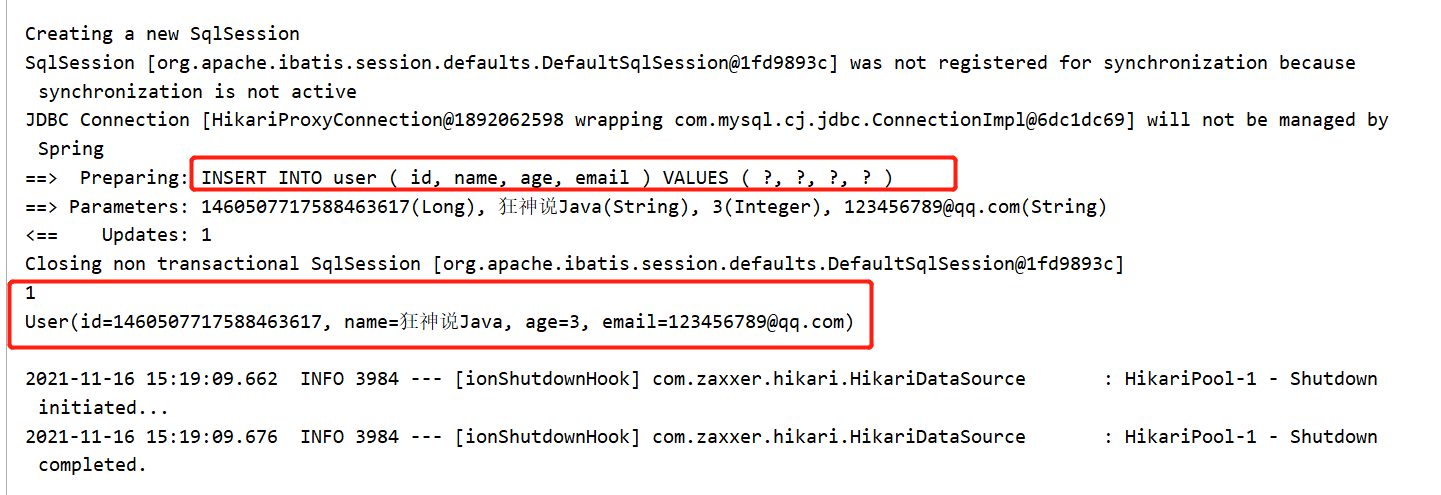 Creating a new SqlSession
SqlSession [org.apache.ibatis.session.defaults.DefaultSqlSession@1fd9893c] was not registered for synchronization because
synchronization is not active
JDBC Connection [HikariProxyConnection@1892062598 wrapping com.mysql.cj.jdbc.ConnectionImpl@6dc1dc69] will not be managed by
Spring
==>  Preparing: INSERT INTO user ( id, name, age, email ) VALUES ( ?, ?, ?, ? )
==> Parameters: 1460507717588463617(Long), 狂神说Java(String), 3(Integer), 123456789@qq.com(String)
<==    Updates: 1
Closing non transactional SqlSession [org.apache.ibatis.session.defaults.DefaultSqlSession@1fd9893c]
1
User(id=1460507717588463617, name=狂神说Java, age=3, email=123456789@qq.com)
2021-11-16 15:19:09.662  INFO 3984 --- [ionShutdownHook] com.zaxxer.hikari.HikariDataSource       : HikariPool-1 - Shutdown
initiated...
2021-11-16 15:19:09.676  INFO 3984 --- [ionShutdownHook] com.zaxxer.hikari.HikariDataSource       : HikariPool-1 - Shutdown
completed.